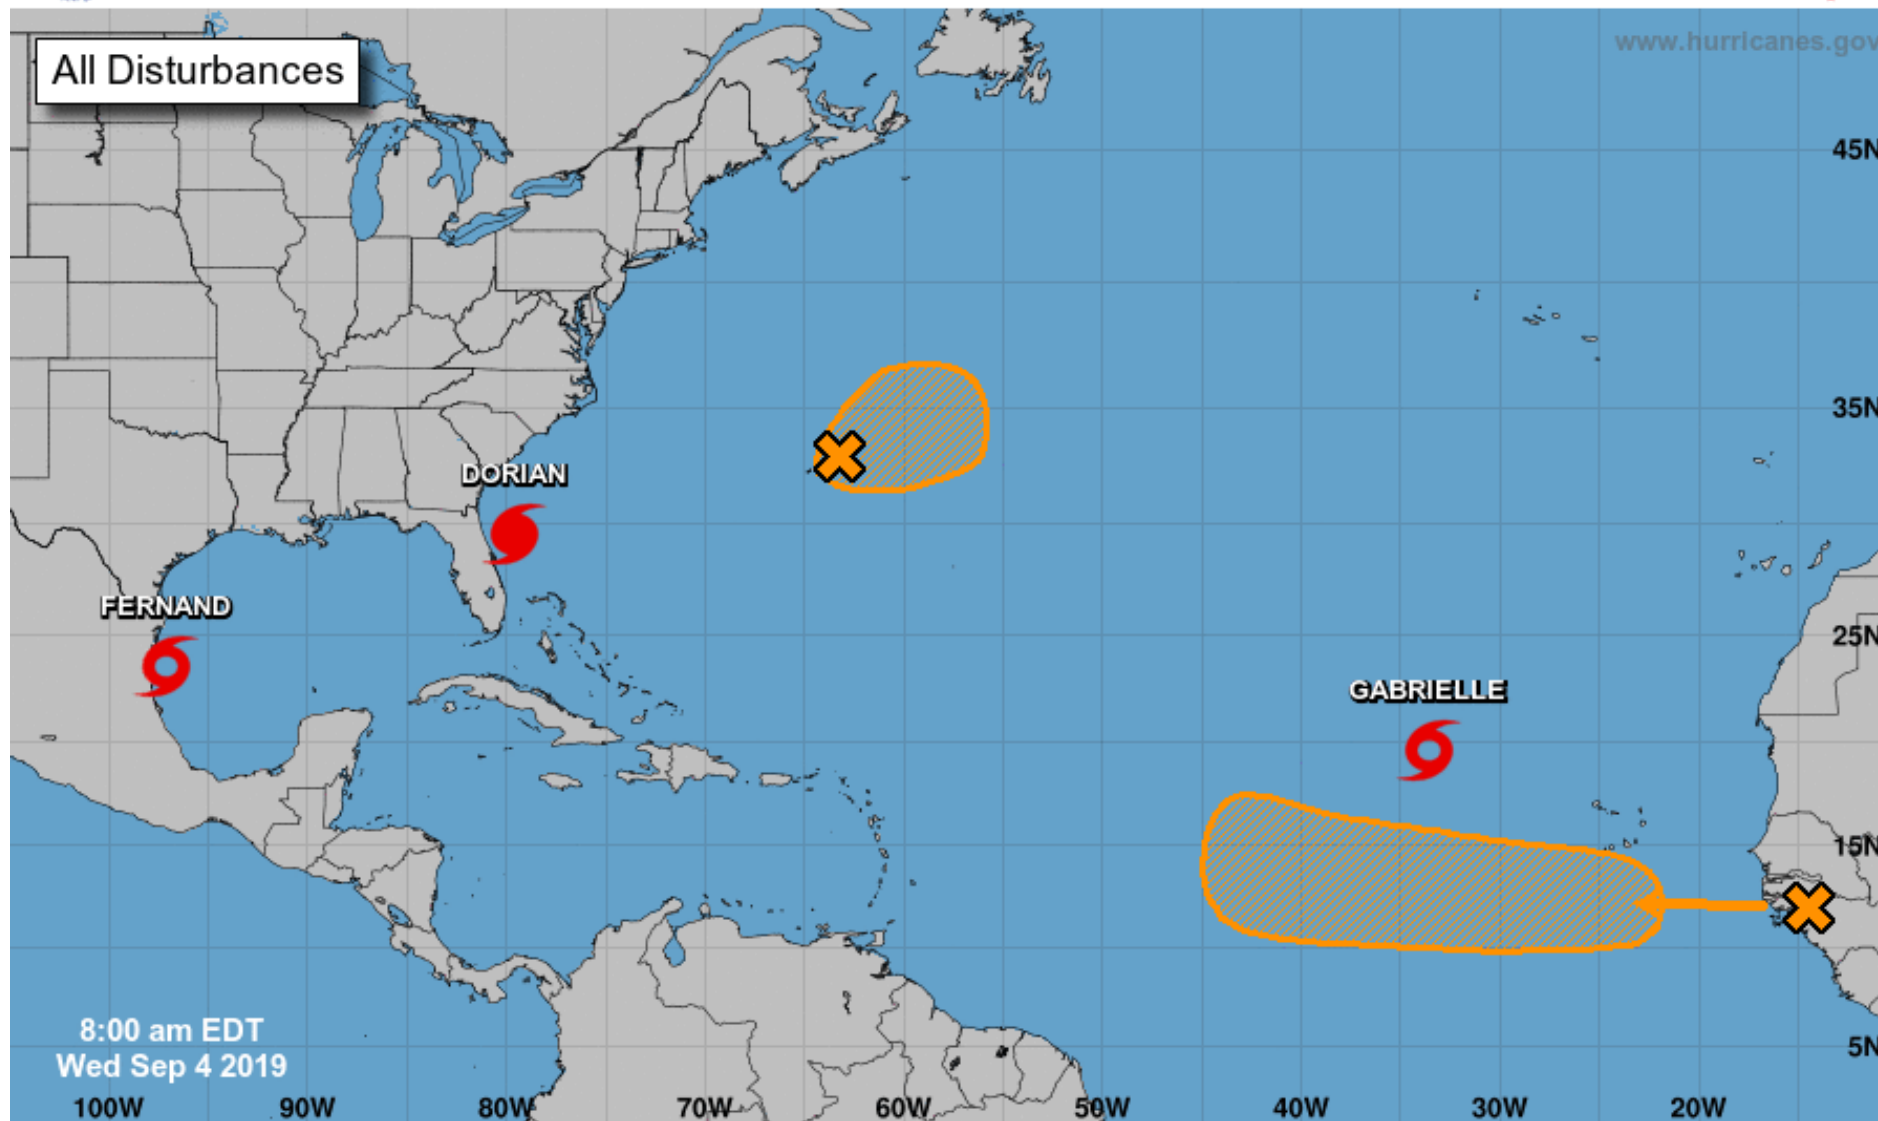 All Disturbances
www.hurricanes.gov
45N
35N
DORIAN
FERNAND
25N
GABRIELLE
15N
8:00 am EDT
Wed Sep 4 2019
5N
100W 90W 80W 70W 60W 50W 40W 30W 20W